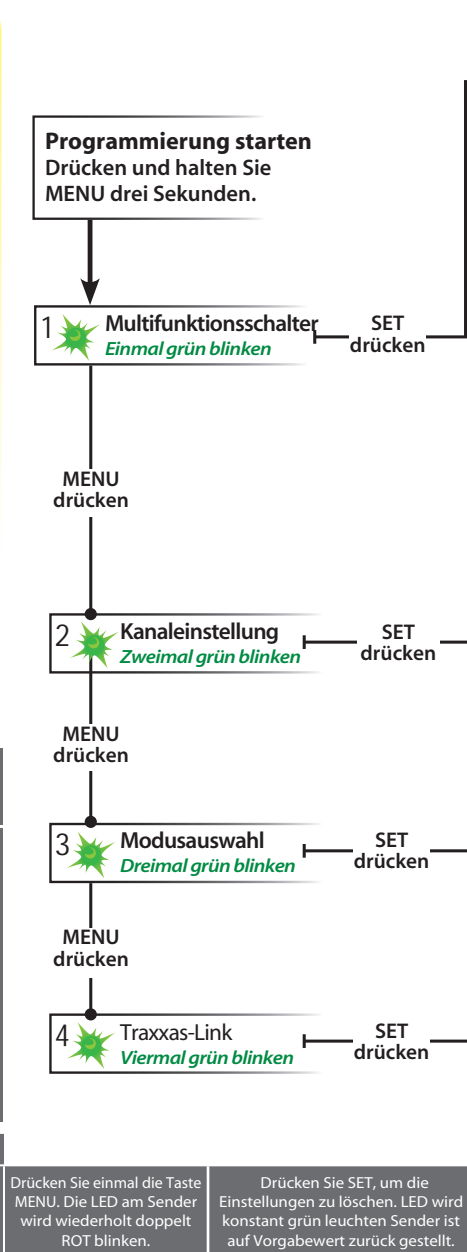 Programmierung starten
Drücken und halten Sie
MENU drei Sekunden.
1
Multifunktionsschalter
Einmal grün blinken
SET
drücken
MENU
drücken
2
Kanaleinstellung
Zweimal grün blinken
SET
drücken
MENU
drücken
3
Modusauswahl
Dreimal grün blinken
SET
drücken
MENU
drücken
4
Traxxas-Link
Viermal grün blinken
SET
drücken
Drücken Sie einmal die Taste
MENU. Die LED am Sender
wird wiederholt doppelt
ROT blinken.
Drücken Sie SET, um die
Einstellungen zu löschen. LED wird
konstant grün leuchten Sender ist
auf Vorgabewert zurück gestellt.